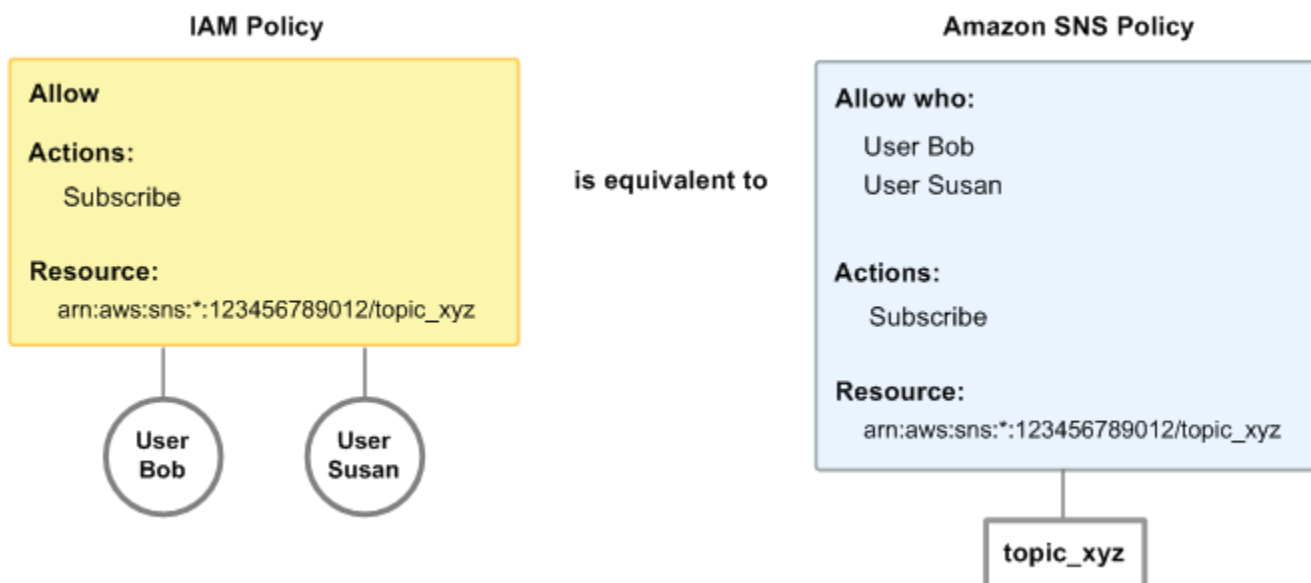 IAM Policy
Allow
Actions:
Subscribe
Resource:
arn:aws:sns:*:123456789012/topic_xyz
User
Bob
User
Susan
is equivalent to
Amazon SNS Policy
Allow who:
User Bob
User Susan
Actions:
Subscribe
Resource:
arn:aws:sns:*:123456789012/topic_xyz
topic_xyz